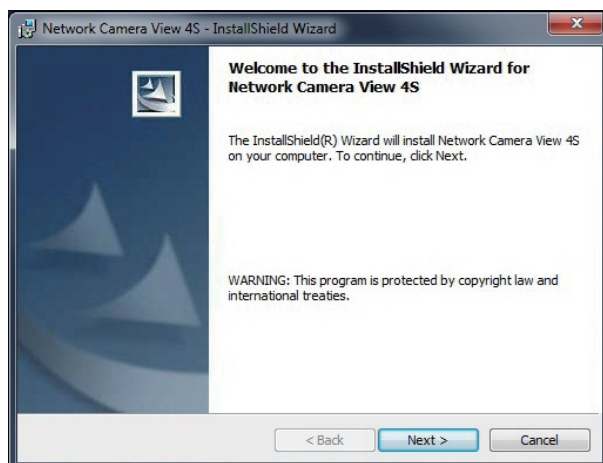 Network Camera View 4S - InstallShield Wizard
Welcome to the InstallShield Wizard for
Network Camera View 4S
The InstallShield(R) Wizard will install Network Camera View 4S
on your computer. To continue, click Next.
WARNING: This program is protected by copyright law and
international treaties.
< Back Next > Cancel